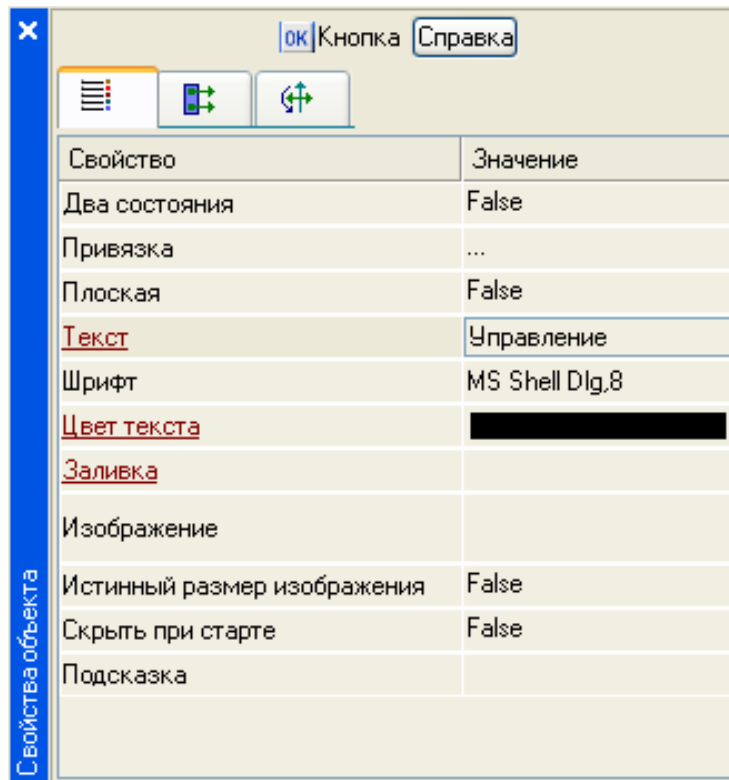 OK Кнопка Справка
Свойство Значение
Два состояния False
Привязка ...
Плоская False
Текст Управление
Шрифт MS Shell Dlg,8
Цвет текста
Заливка
Изображение
Истинный размер изображения False
Скрыть при старте False
Подсказка
Свойства объекта